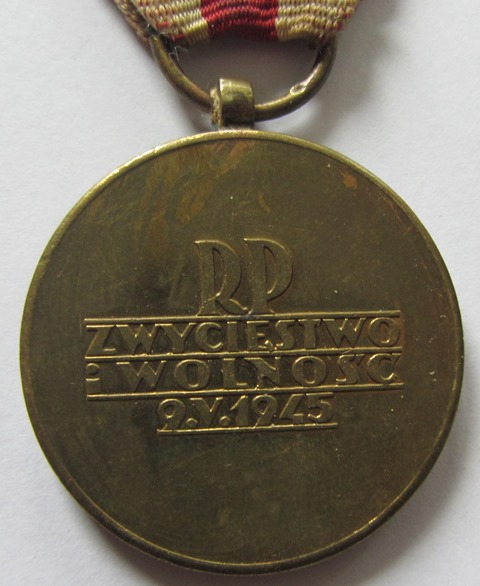 RP
ZWYCIĘSTWO
i WOLNOŚĆ
9.V.1945